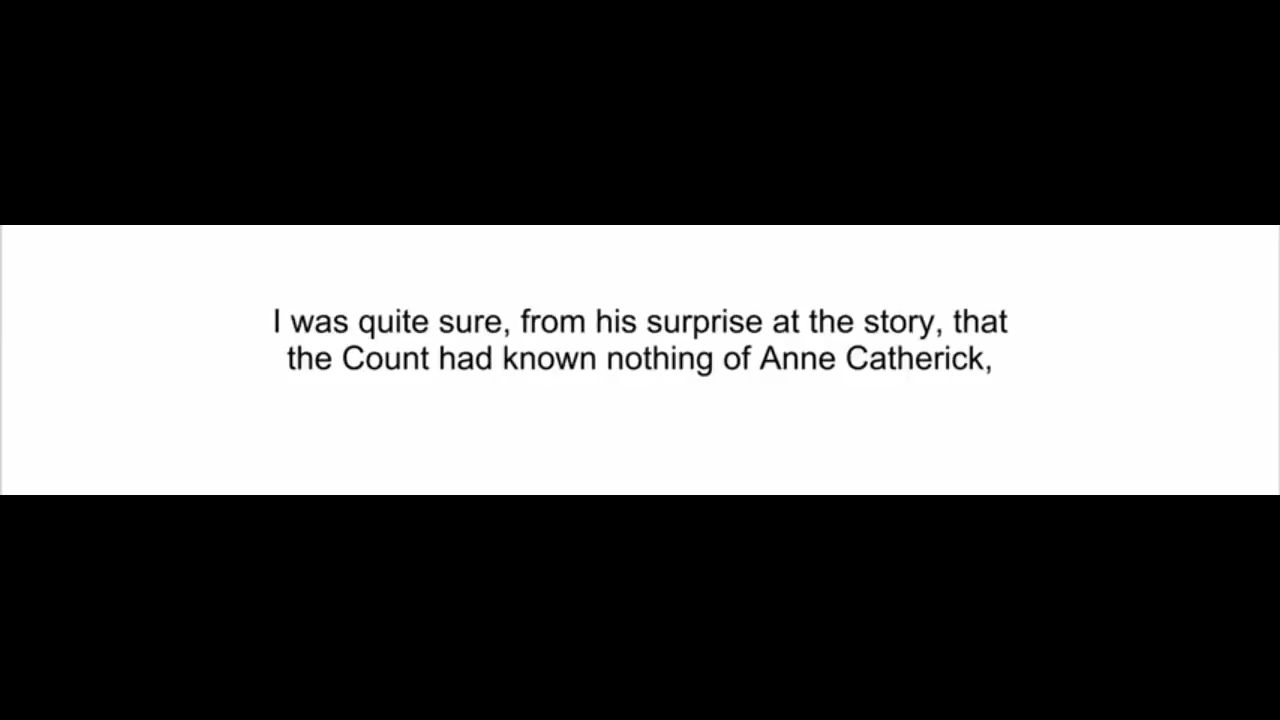 I was quite sure, from his surprise at the story, that
the Count had known nothing of Anne Catherick,